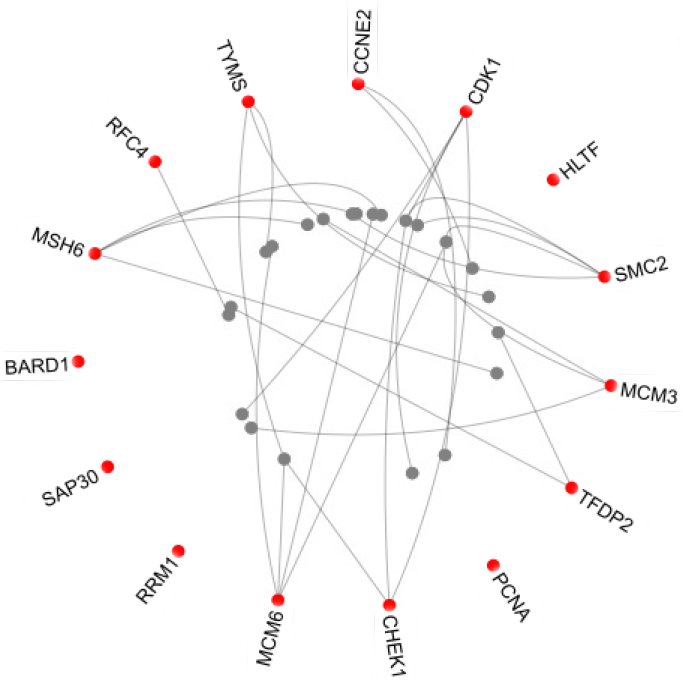 CCNE2
TYMS
CDK1
RFC4
HLTF
MSH6
SMC2
BARD1
MCM3
SAP30
TFDP2
RRM1
PCNA
MCM6
CHEK1